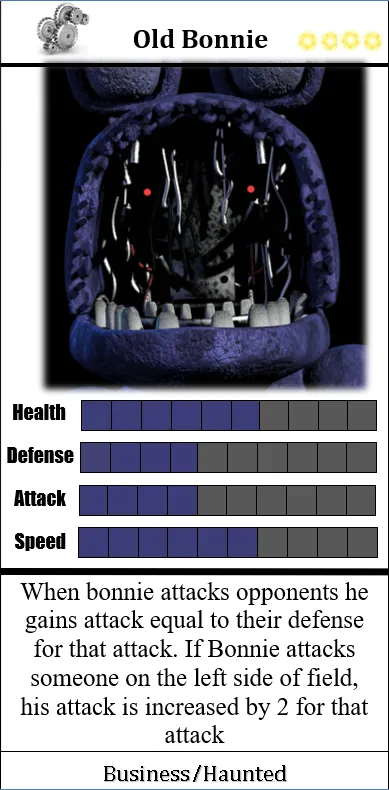 Old Bonnie
Health
Defense
Attack
Speed
When bonnie attacks opponents he
gains attack equal to their defense
for that attack. If Bonnie attacks
someone on the left side of field,
his attack is increased by 2 for that
attack
Business/Haunted